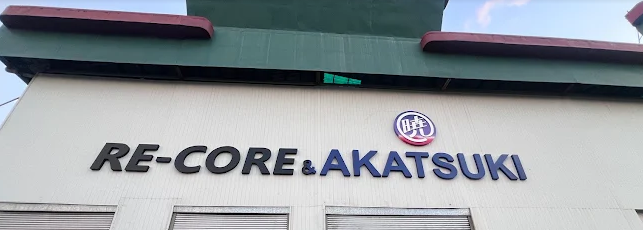 暁
RE-CORE & AKATSUKI